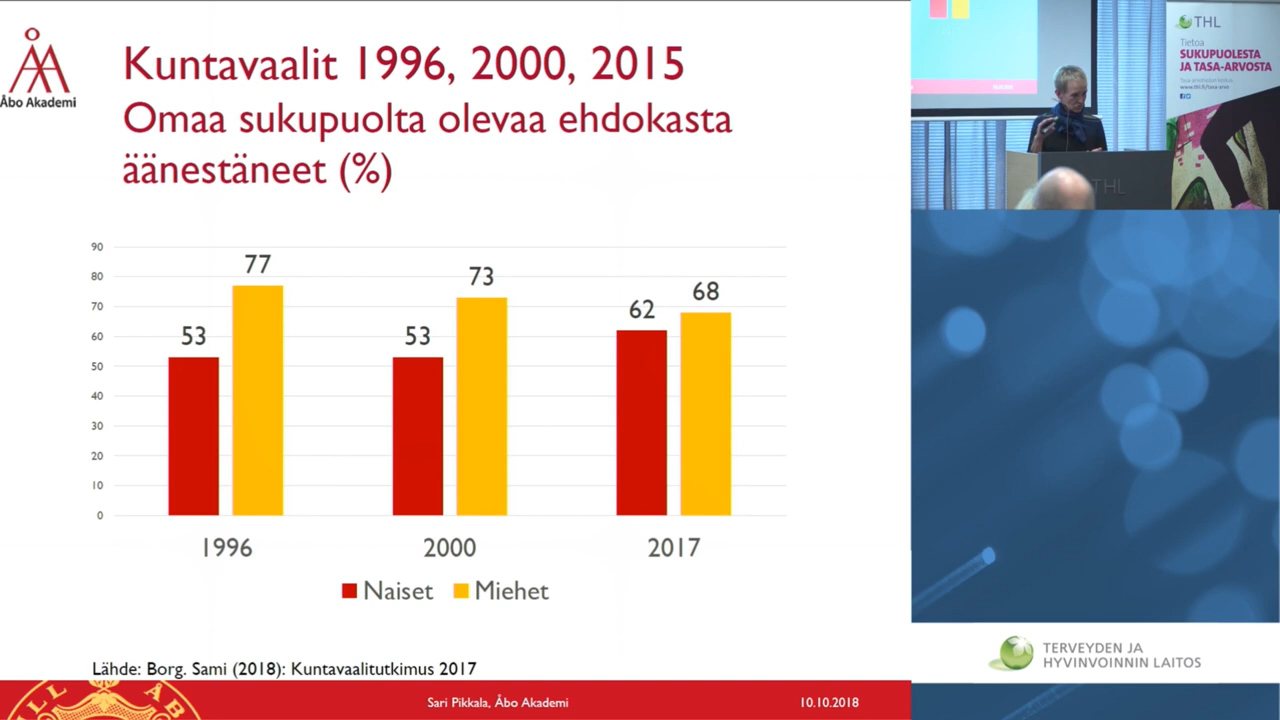 Åbo Akademi
Kuntavaalit 1996, 2000, 2015
Omaa sukupuolta olevaa ehdokasta
äänestäneet (%)
90
80
70
60
50
40
30
20
10
0
77
53
73
53
62
68
1996
2000
2017
Naiset
Miehet
Lähde: Borg. Sami (2018): Kuntavaalitutkimus 2017
Sari Pikkala, Åbo Akademi
10.10.2018
THL
Tietoa
SUKUPUOLESTA
JA TASA-ARVOSTA
THL
TERVEYDEN JA
HYVINVOINNIN LAITOS